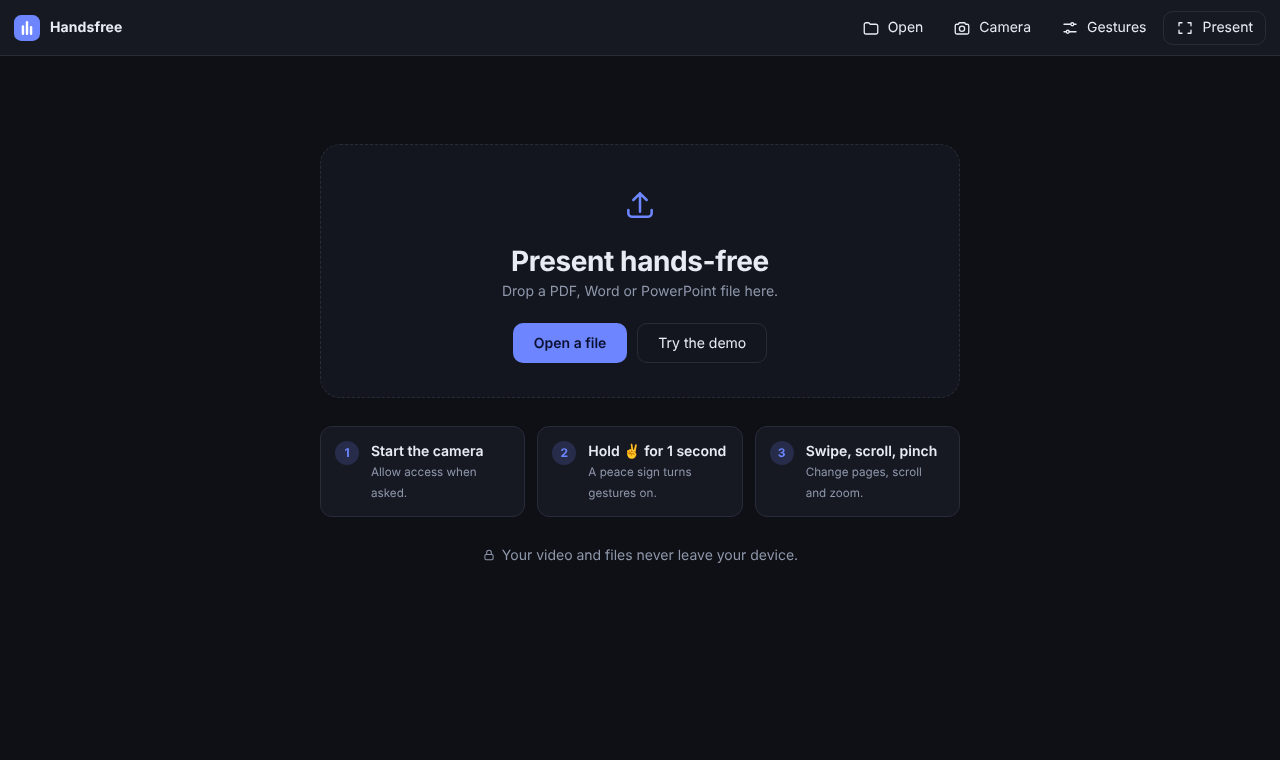 Handsfree
Open
Camera
Gestures
Present
Present hands-free
Drop a PDF, Word or PowerPoint file here.
Open a file
Try the demo
1
Start the camera
Allow access when
asked.
2
Hold ✌️ for 1 second
A peace sign turns
gestures on.
3
Swipe, scroll, pinch
Change pages, scroll
and zoom.
Your video and files never leave your device.